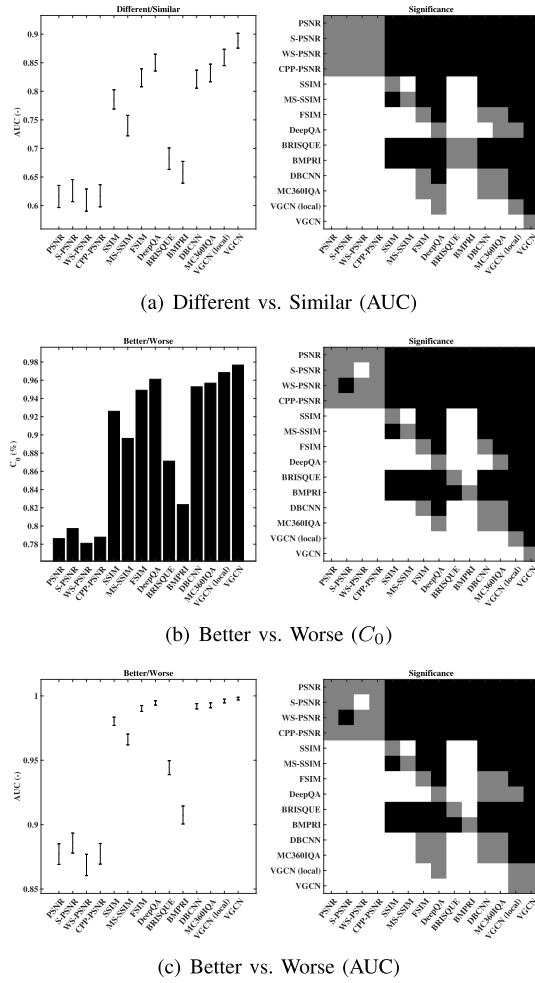 Different/Similar
0.9
0.85
0.8
0.75
0.7
0.65
0.6
AUC (-)
PSNR
S-PSNR
WS-PSNR
CPP-PSNR
SSIM
MS-SSIM
FSIM
DeepQA
BRISQUE
BMPRI
DBCNN
MC360IQA
VGCN (local)
VGCN
Significance
PSNR
S-PSNR
WS-PSNR
CPP-PSNR
SSIM
MS-SSIM
FSIM
DeepQA
BRISQUE
BMPRI
DBCNN
MC360IQA
VGCN (local)
VGCN
PSNR
S-PSNR
WS-PSNR
CPP-PSNR
SSIM
MS-SSIM
FSIM
DeepQA
BRISQUE
BMPRI
DBCNN
MC360IQA
VGCN (local)
VGCN
(a) Different vs. Similar (AUC)
Better/Worse
0.98
0.96
0.94
0.92
0.9
0.88
0.86
0.84
0.82
0.8
0.78
C0 (%)
PSNR
S-PSNR
WS-PSNR
CPP-PSNR
SSIM
MS-SSIM
FSIM
DeepQA
BRISQUE
BMPRI
DBCNN
MC360IQA
VGCN (local)
VGCN
Significance
PSNR
S-PSNR
WS-PSNR
CPP-PSNR
SSIM
MS-SSIM
FSIM
DeepQA
BRISQUE
BMPRI
DBCNN
MC360IQA
VGCN (local)
VGCN
PSNR
S-PSNR
WS-PSNR
CPP-PSNR
SSIM
MS-SSIM
FSIM
DeepQA
BRISQUE
BMPRI
DBCNN
MC360IQA
VGCN (local)
VGCN
(b) Better vs. Worse (C0)
Better/Worse
1
0.95
0.9
0.85
AUC (-)
PSNR
S-PSNR
WS-PSNR
CPP-PSNR
SSIM
MS-SSIM
FSIM
DeepQA
BRISQUE
BMPRI
DBCNN
MC360IQA
VGCN (local)
VGCN
Significance
PSNR
S-PSNR
WS-PSNR
CPP-PSNR
SSIM
MS-SSIM
FSIM
DeepQA
BRISQUE
BMPRI
DBCNN
MC360IQA
VGCN (local)
VGCN
PSNR
S-PSNR
WS-PSNR
CPP-PSNR
SSIM
MS-SSIM
FSIM
DeepQA
BRISQUE
BMPRI
DBCNN
MC360IQA
VGCN (local)
VGCN
(c) Better vs. Worse (AUC)